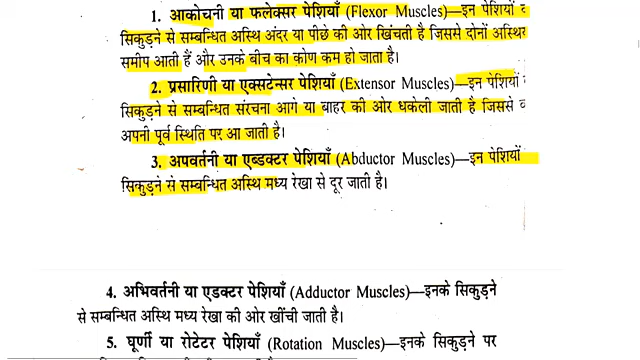 1. आकोचनी या फलेक्सर पेशियाँ (Flexor Muscles)—इन पेशियों
सिकुड़ने से सम्बन्धित अस्थि अंदर या पीछे की ओर खिंचती है जिससे दोनों अस्थिर
समीप आती हैं और उनके बीच का कोण कम हो जाता है।
2. प्रसारिणी या एक्सटेन्सर पेशियाँ (Extensor Muscles)—इन पेशियों
सिकुड़ने से सम्बन्धित संरचना आगे या बाहर की ओर धकेली जाती है जिससे
अपनी पूर्व स्थिति पर आ जाती है।
3. अपवर्तनी या एब्डक्टर पेशियाँ (Abductor Muscles)—इन पेशियों
सिकुड़ने से सम्बन्धित अस्थि मध्य रेखा से दूर जाती है।
4. अभिवर्तनी या एडक्टर पेशियाँ (Adductor Muscles)—इनके सिकुड़ने
से सम्बन्धित अस्थि मध्य रेखा की ओर खींची जाती है।
5. घूर्णी या रोटेटर पेशियाँ (Rotation Muscles)—इनके सिकुड़ने पर